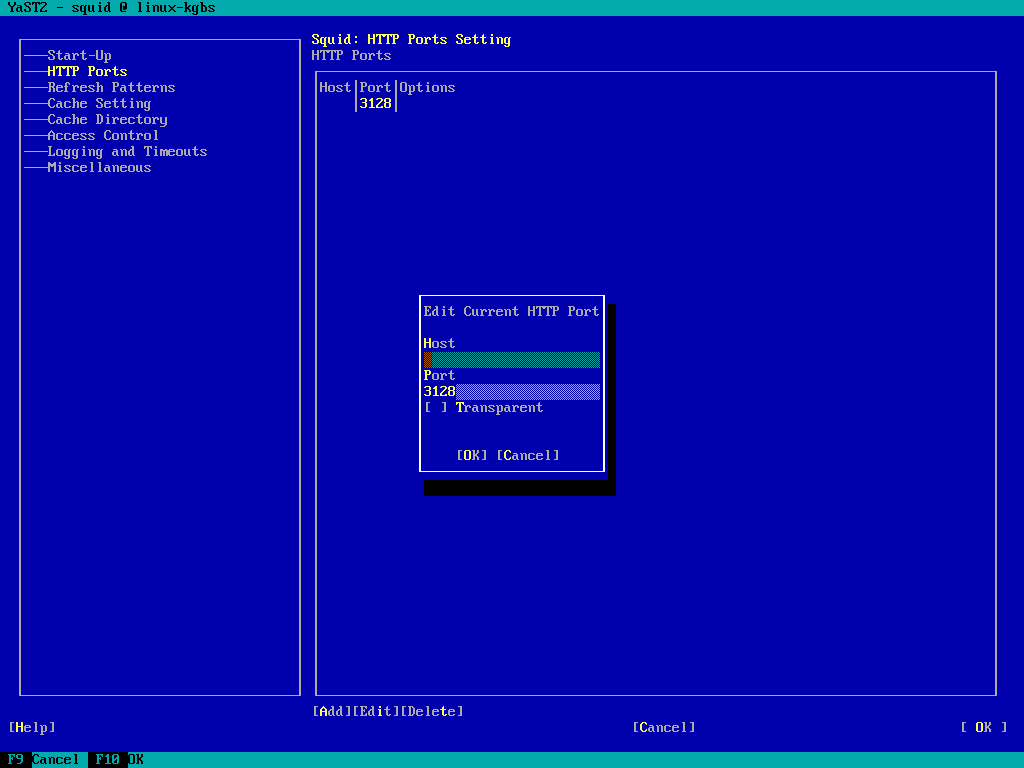 YaST2 - squid @ linux-kgbs
Start-Up
HTTP Ports
Refresh Patterns
Cache Setting
Cache Directory
Access Control
Logging and Timeouts
Miscellaneous
Squid: HTTP Ports Setting
HTTP Ports
Host|Port|Options
|3128|
Edit Current HTTP Port
Host
Port
3128
[ ] Transparent
[OK] [Cancel]
[Add][Edit][Delete]
[Help] [Cancel] [ OK ]
F9 Cancel F10 OK